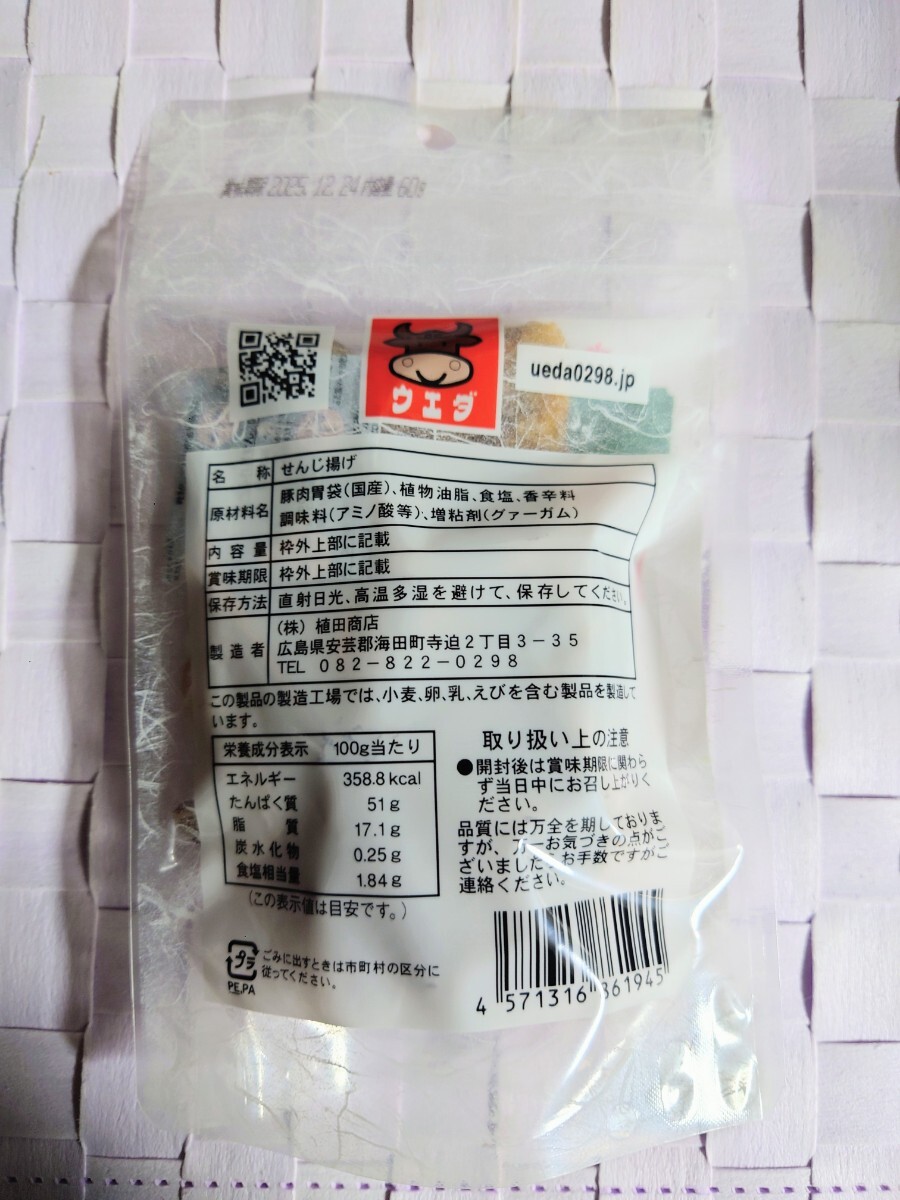 賞味期限 2025.12.24 内容量 60g
ウエダ
ueda0298.jp
名称 せんじ揚げ
原材料名 豚肉胃袋(国産)、植物油脂、食塩、香辛料
調味料(アミノ酸等)、増粘剤(グァーガム)
内容量 枠外上部に記載
賞味期限 枠外上部に記載
保存方法 直射日光、高温多湿を避けて、保存してください。
製造者 (株) 植田商店
広島県安芸郡海田町寺迫2丁目3-35
TEL 082-822-0298
この製品の製造工場では、小麦、卵、乳、えびを含む製品を製造して
います。
栄養成分表示 100g当たり
エネルギー 358.8kcal
たんぱく質 51g
脂質 17.1g
炭水化物 0.25g
食塩相当量 1.84g
(この表示値は目安です。)
取り扱い上の注意
●開封後は賞味期限に関わら
ず当日中にお召し上がりく
ださい。
品質には万全を期しておりま
すが、万一お気づきの点がご
ざいましたらお手数ですがご
連絡ください。
プラ
PE,PA
ごみに出すときは市町村の区分に
従ってください。
4 571316 861945